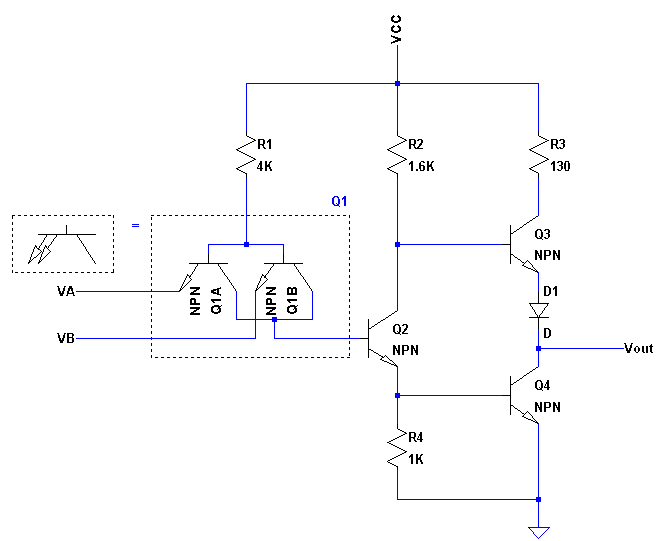 VCC
R1
4K
R2
1.6K
R3
130
Q1
=
Q3
NPN
VA
NPN
Q1A
NPN
Q1B
D1
D
VB
Q2
NPN
Vout
Q4
NPN
R4
1K